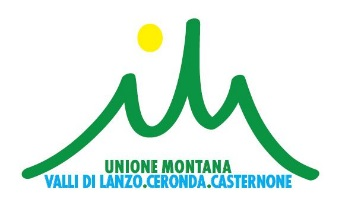 UNIONE MONTANA
VALLI DI LANZO.CERONDA.CASTERNONE